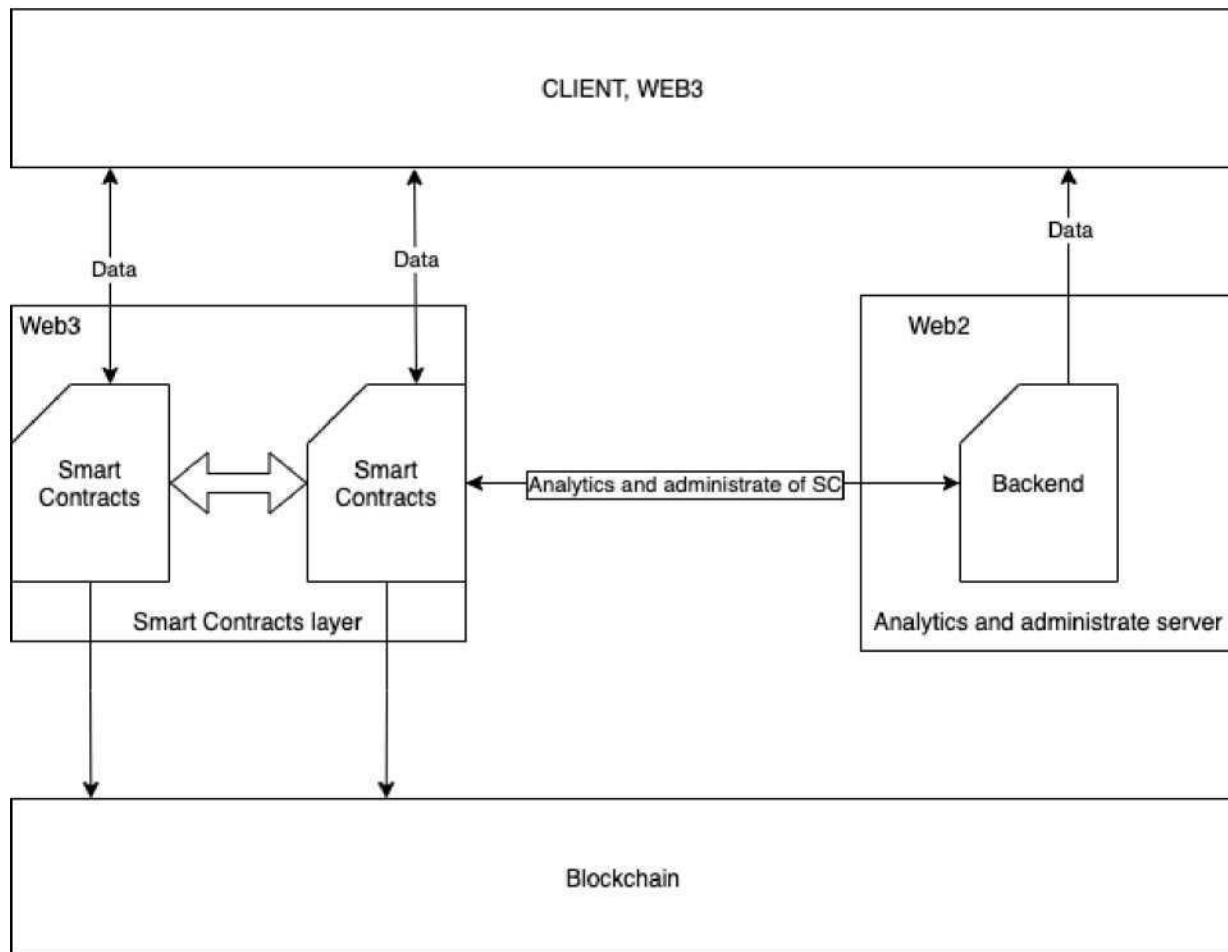 CLIENT, WEB3
Data
Data
Data
Web3
Web2
Smart
Contracts
Smart
Contracts
Analytics and administrate of SC
Backend
Smart Contracts layer
Analytics and administrate server
Blockchain